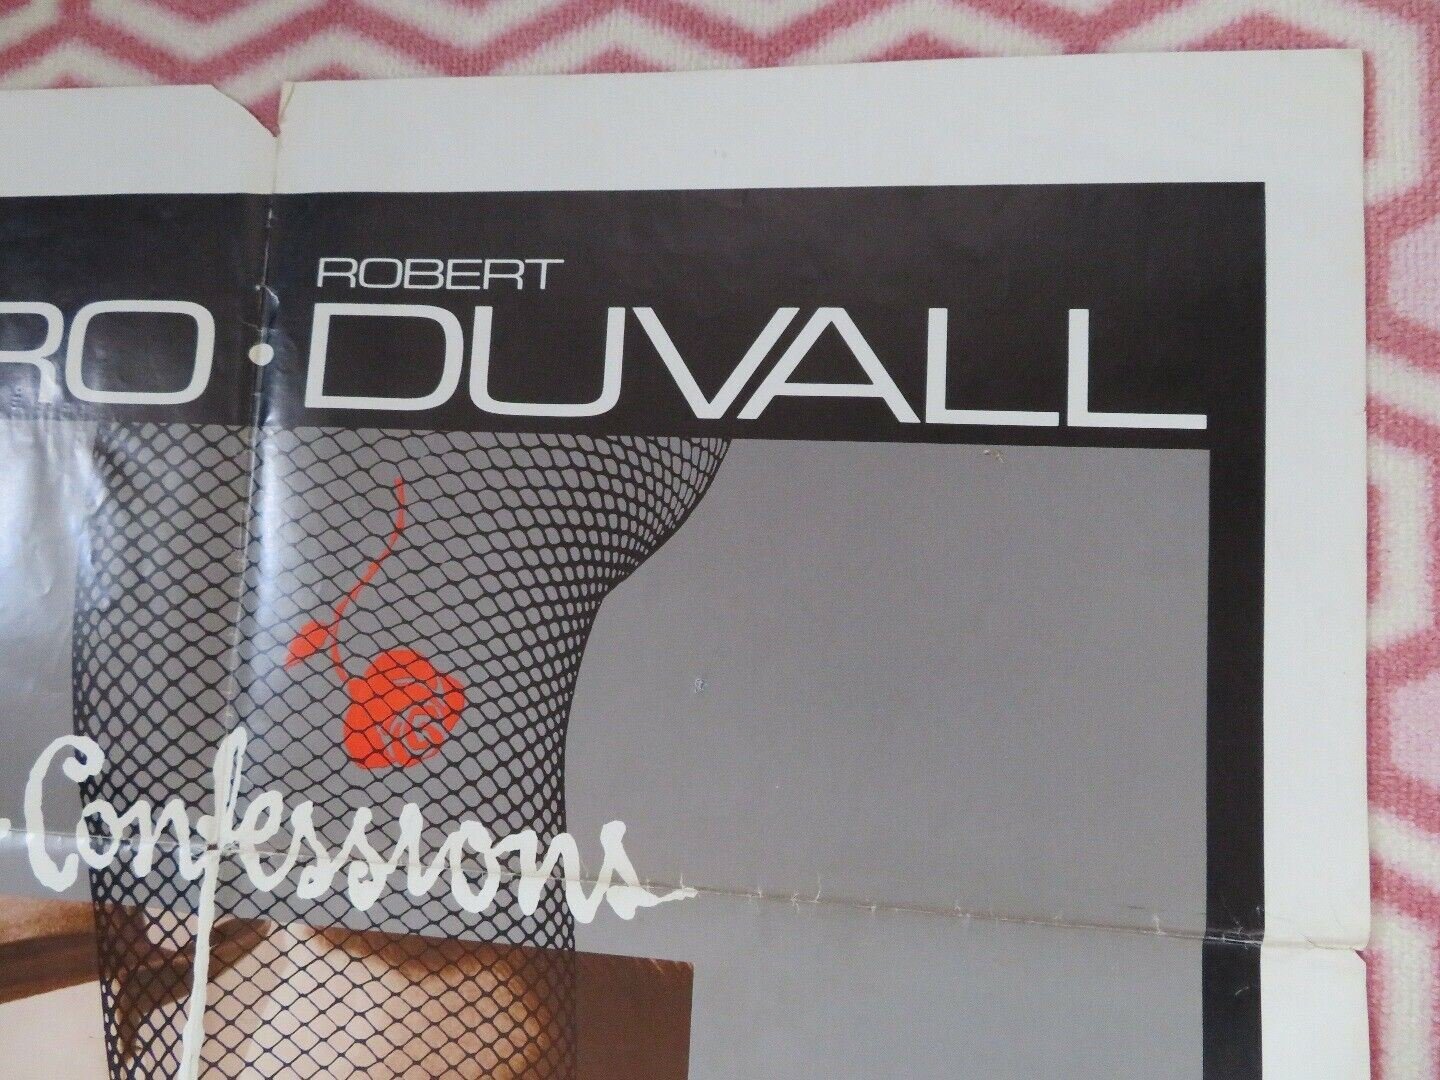 ROBERT
RO • DUVALL
Confessions